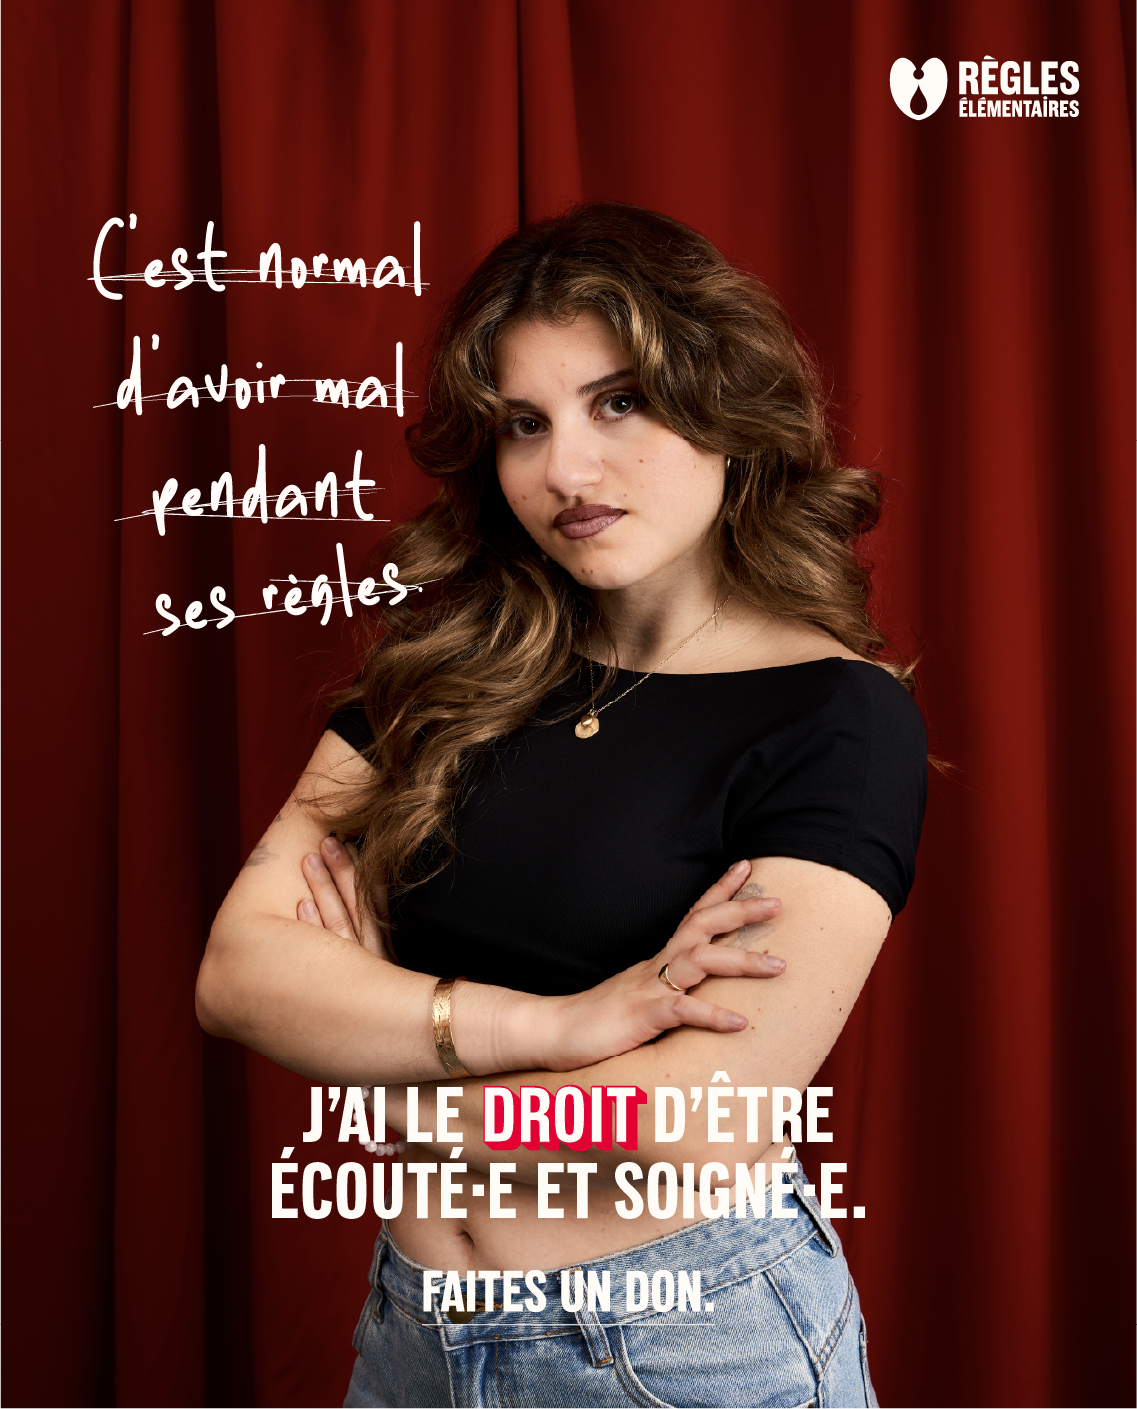 RÈGLES
ÉLÉMENTAIRES
C'est normal
d'avoir mal
pendant
ses règles.
J'AI LE DROIT D'ÊTRE
ÉCOUTÉ·E ET SOIGNÉ·E.
FAITES UN DON.